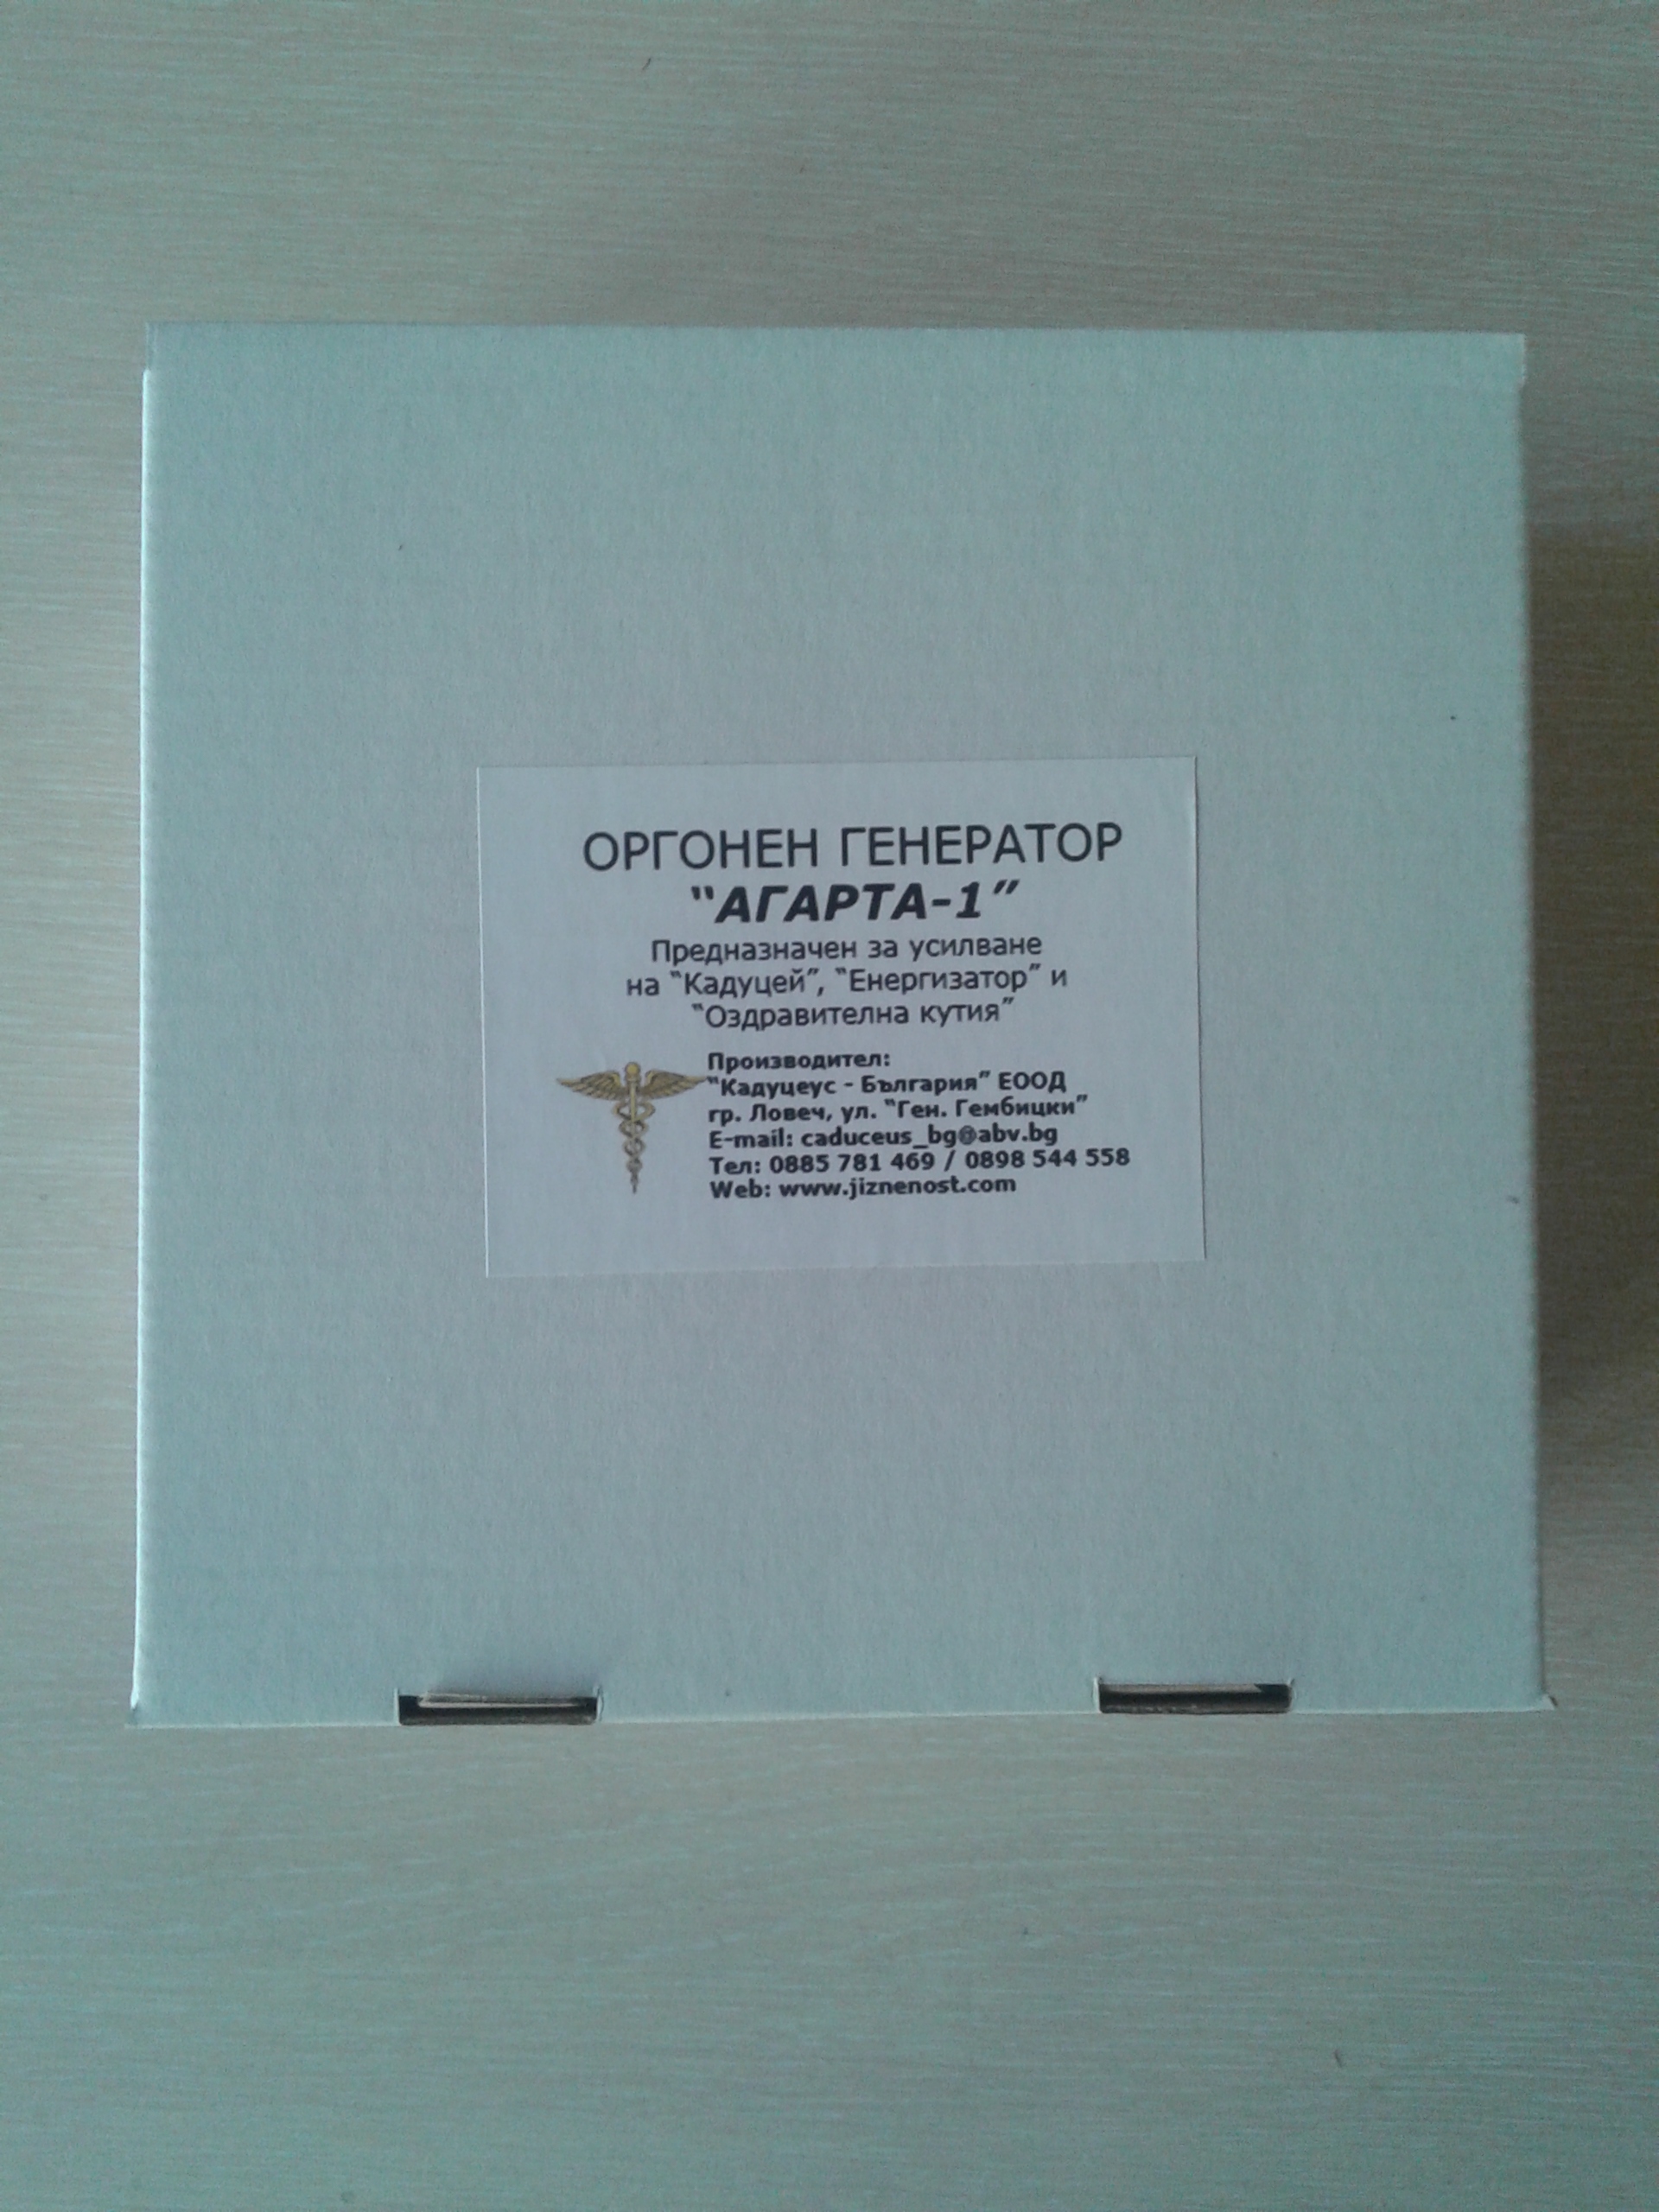 ОРГОНЕН ГЕНЕРАТОР
“АГАРТА-1”
Предназначен за усилване
на “Кадуцей”, “Енергизатор” и
“Оздравителна кутия”
Производител:
“Кадуцеус - България” ЕООД
гр. Ловеч, ул. “Ген. Гембицки”
E-mail: caduceus_bg@abv.bg
Тел: 0885 781 469 / 0898 544 558
Web: www.jiznenost.com